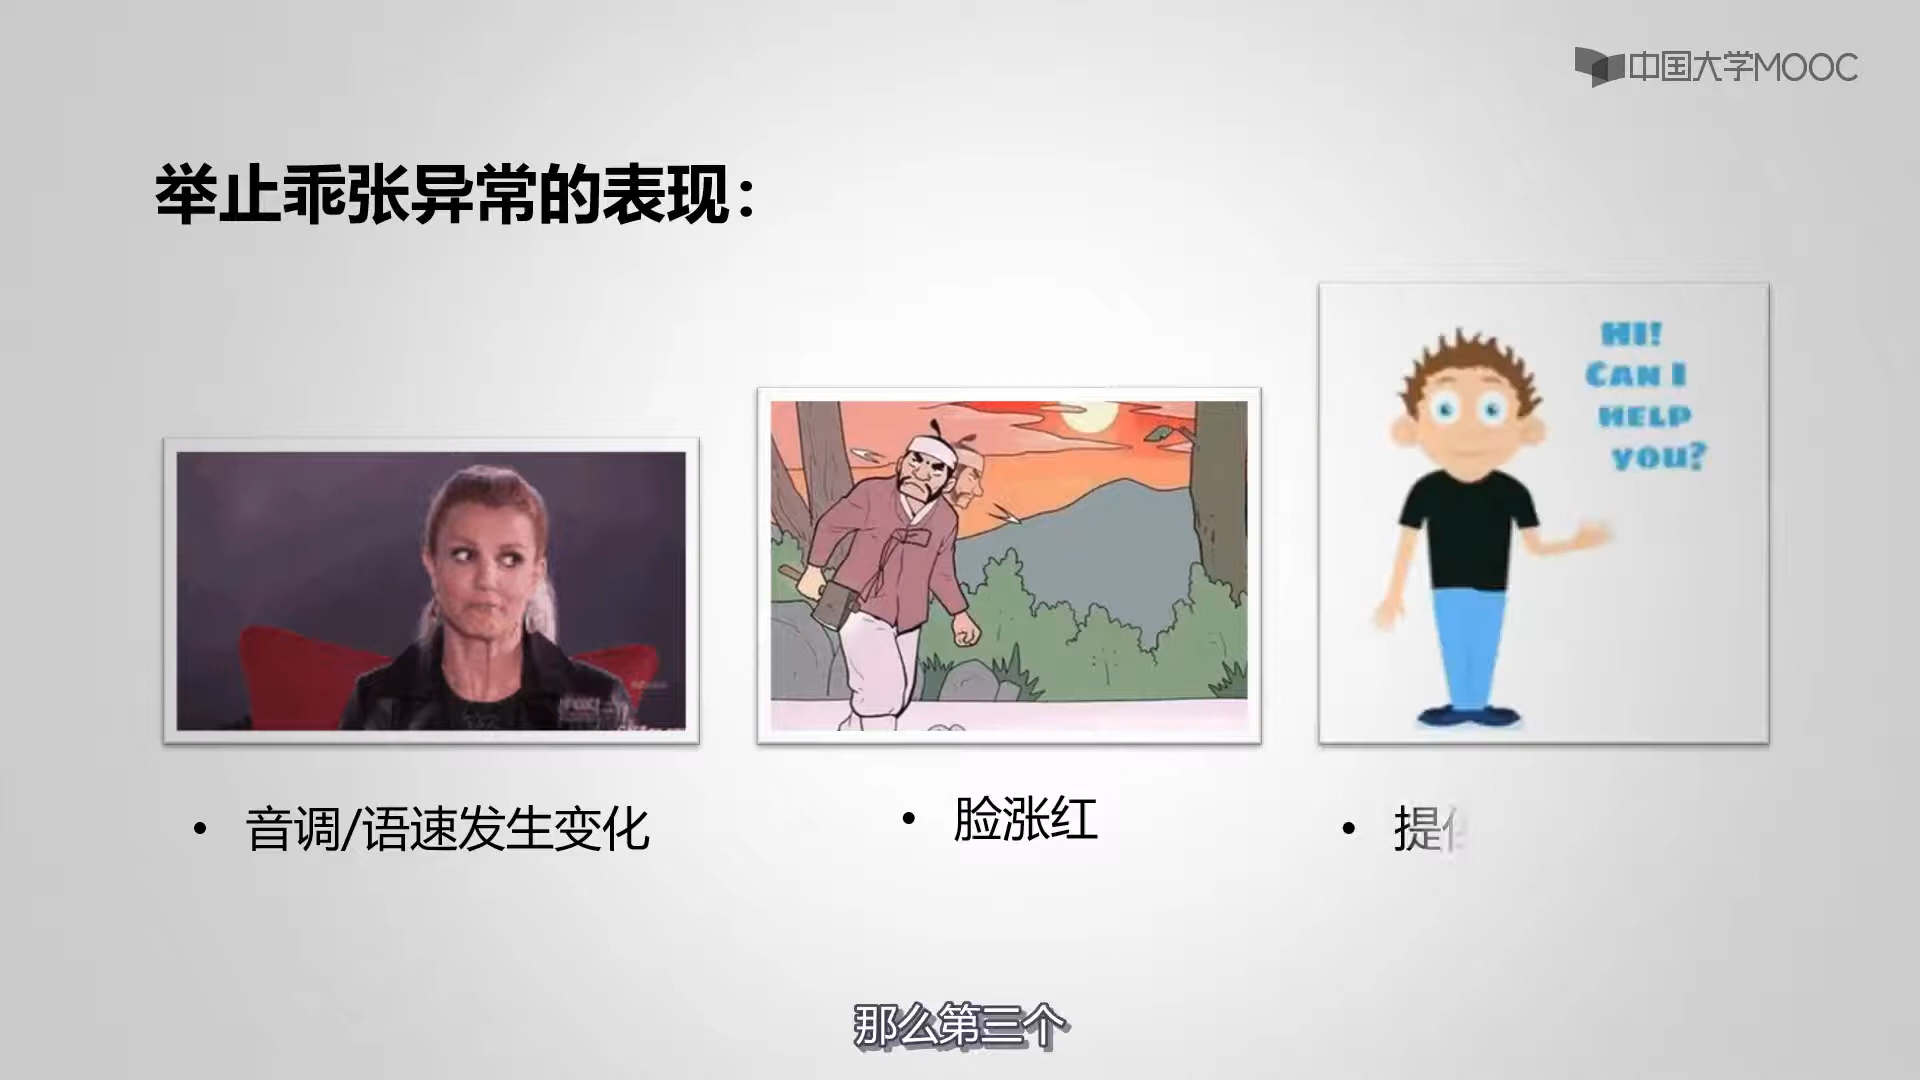 中国大学MOOC
举止乖张异常的表现：
HI!
CAN I
HELP
YOU?
• 音调/语速发生变化
• 脸涨红
• 提
那么第三个